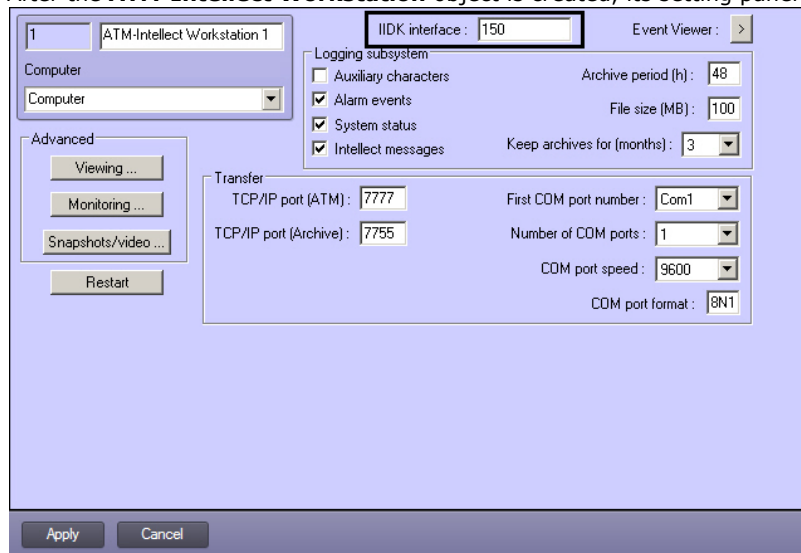 After the ATM-Intellect Workstation object is created, its setting panel
1 ATM-Intellect Workstation 1
Computer
Computer
IIDK interface : 150
Event Viewer : >
Logging subsystem
Auxiliary characters
Alarm events
System status
Intellect messages
Archive period (h) : 48
File size (MB) : 100
Keep archives for (months) : 3
Advanced
Viewing ...
Monitoring ...
Snapshots/video ...
Restart
Transfer
TCP/IP port (ATM) : 7777
TCP/IP port (Archive) : 7755
First COM port number : Com1
Number of COM ports : 1
COM port speed : 9600
COM port format : 8N1
Apply Cancel